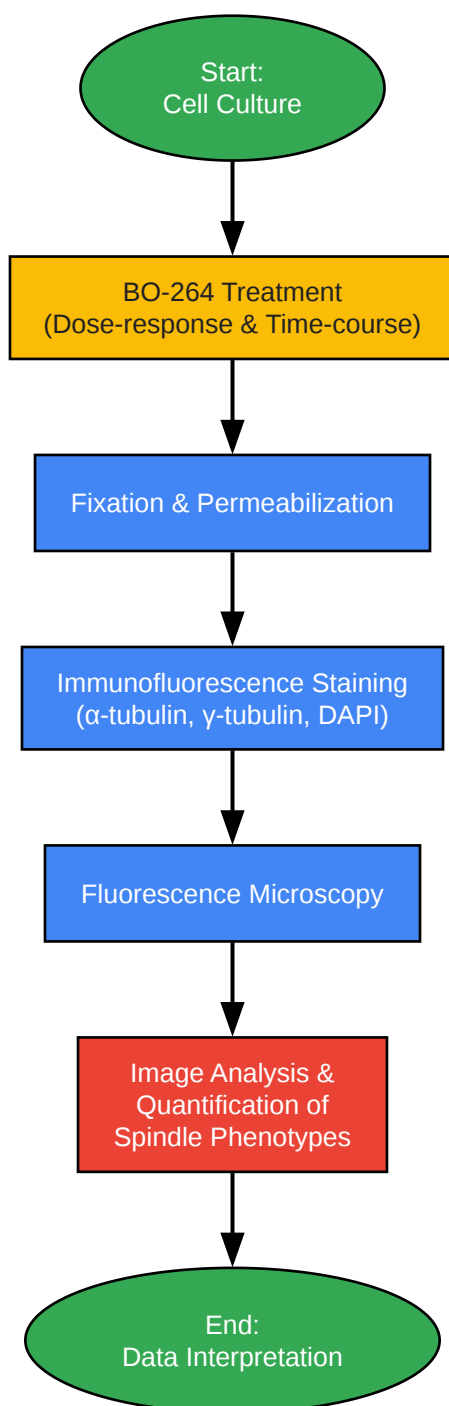 Start:
Cell Culture
BO-264 Treatment
(Dose-response & Time-course)
Fixation & Permeabilization
Immunofluorescence Staining
(α-tubulin, γ-tubulin, DAPI)
Fluorescence Microscopy
Image Analysis &
Quantification of
Spindle Phenotypes
End:
Data Interpretation